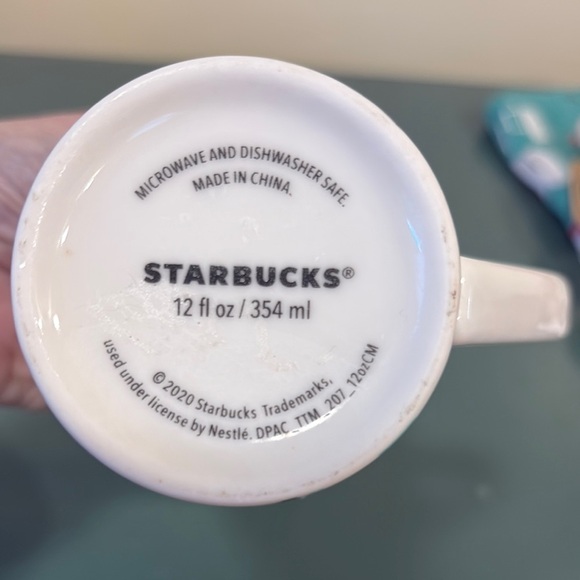 MICROWAVE AND DISHWASHER SAFE.
MADE IN CHINA.
STARBUCKS®
12 fl oz / 354 ml
© 2020 Starbucks Trademarks,
used under license by Nestlé. DPAC_TTM_207_12ozCM